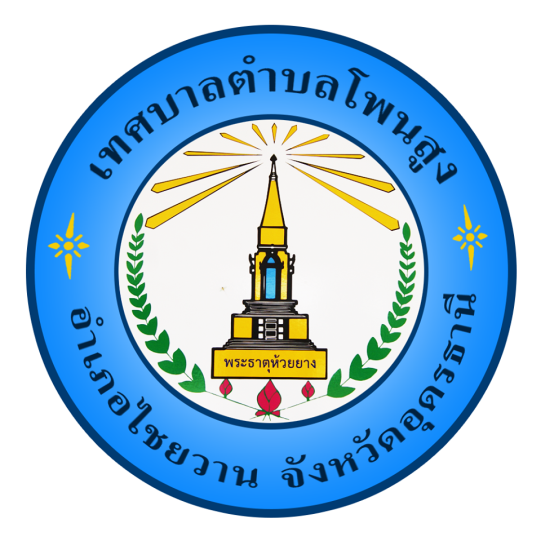 เทศบาลตำบลโพนสูง
พระธาตุห้วยยาง
อำเภอไชยวาน จังหวัดอุดรธานี